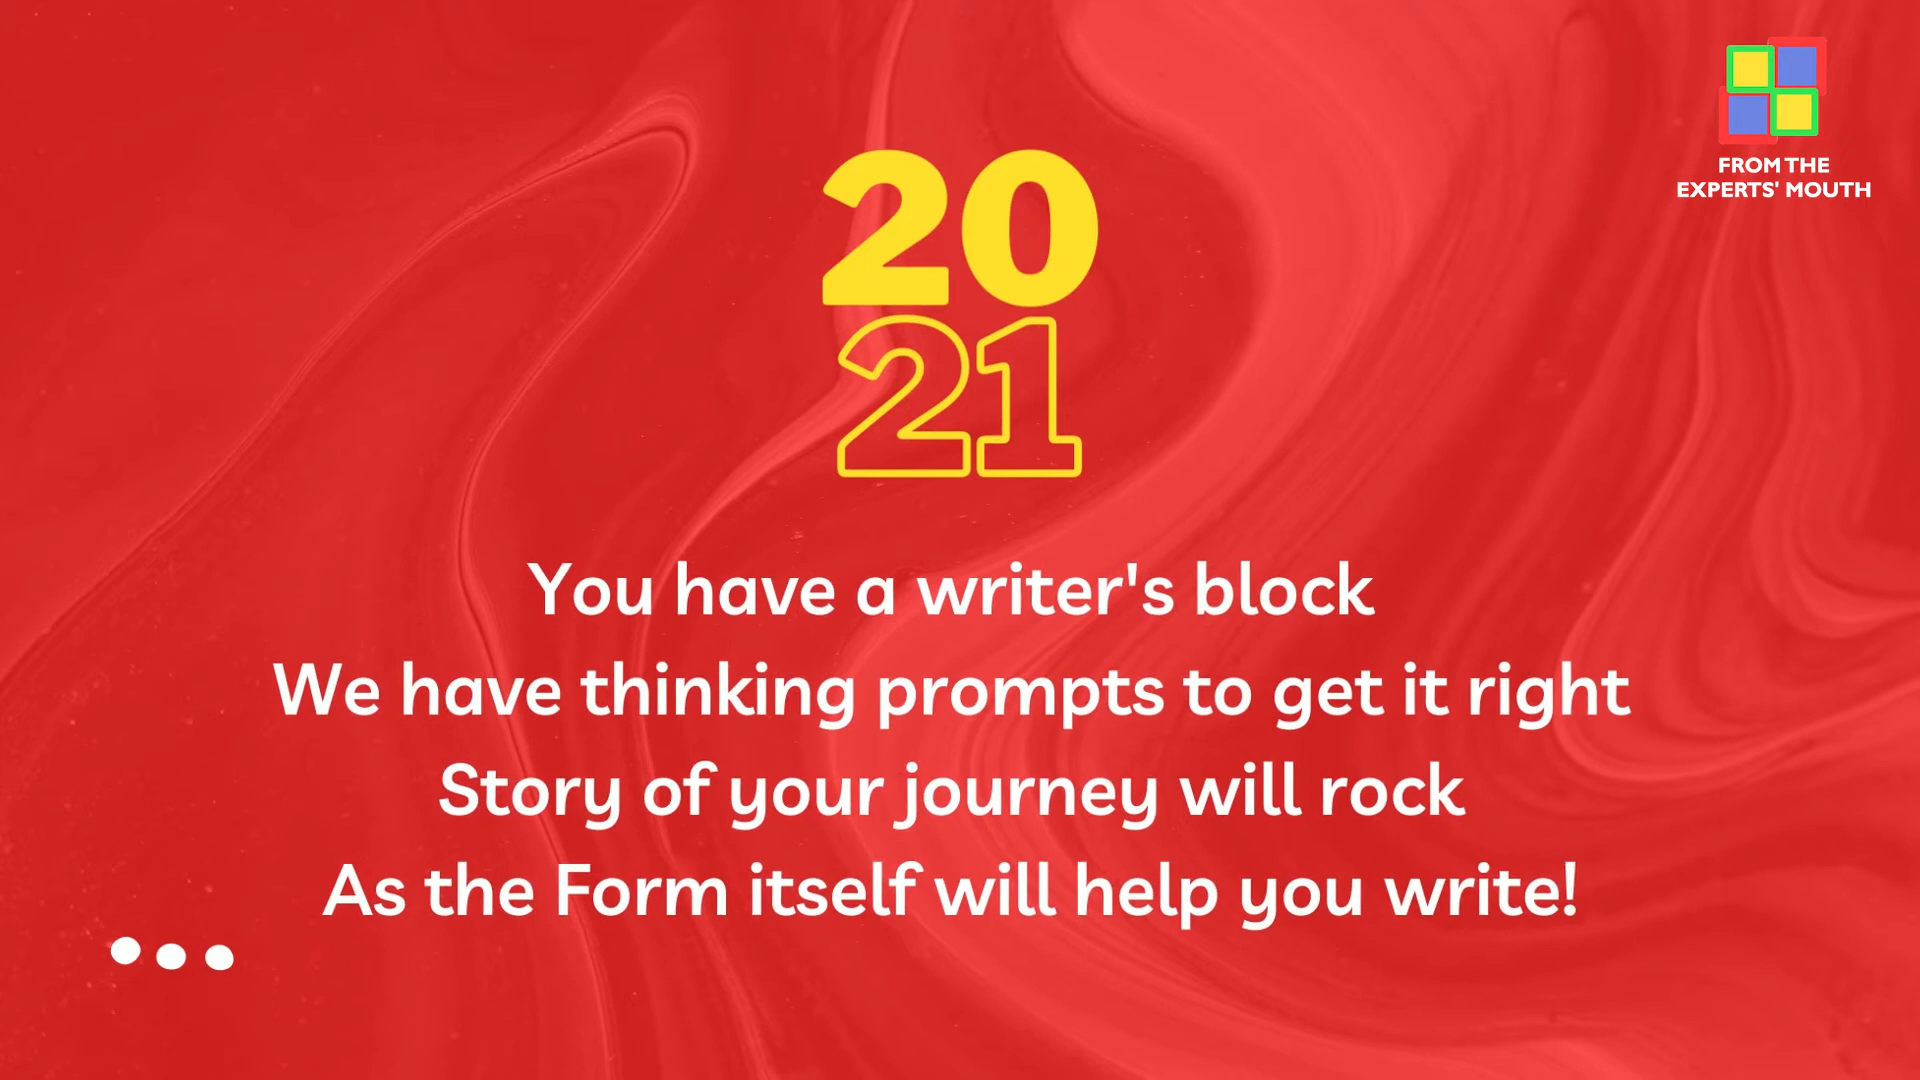 FROM THE
EXPERTS' MOUTH
20
21
You have a writer's block
We have thinking prompts to get it right
Story of your journey will rock
As the Form itself will help you write!